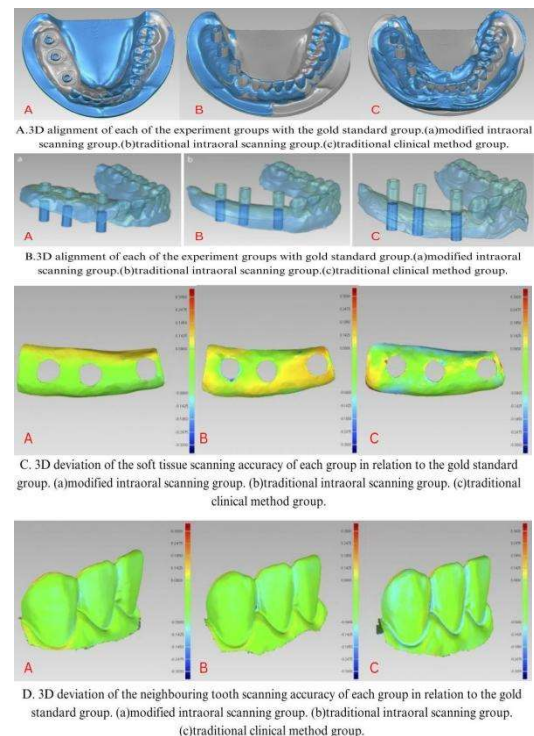 A
B
C
A.3D alignment of each of the experiment groups with the gold standard group.(a)modified intraoral
scanning group.(b)traditional intraoral scanning group.(c)traditional clinical method group.
a
b
A
B
C
B.3D alignment of each of the experiment groups with gold standard group.(a)modified intraoral
scanning group.(b)traditional intraoral scanning group.(c)traditional clinical method group.
A
B
C
C. 3D deviation of the soft tissue scanning accuracy of each group in relation to the gold standard
group. (a)modified intraoral scanning group. (b)traditional intraoral scanning group. (c)traditional
clinical method group.
A
B
C
D. 3D deviation of the neighbouring tooth scanning accuracy of each group in relation to the gold
standard group. (a)modified intraoral scanning group. (b)traditional intraoral scanning group.
(c)traditional clinical method group.